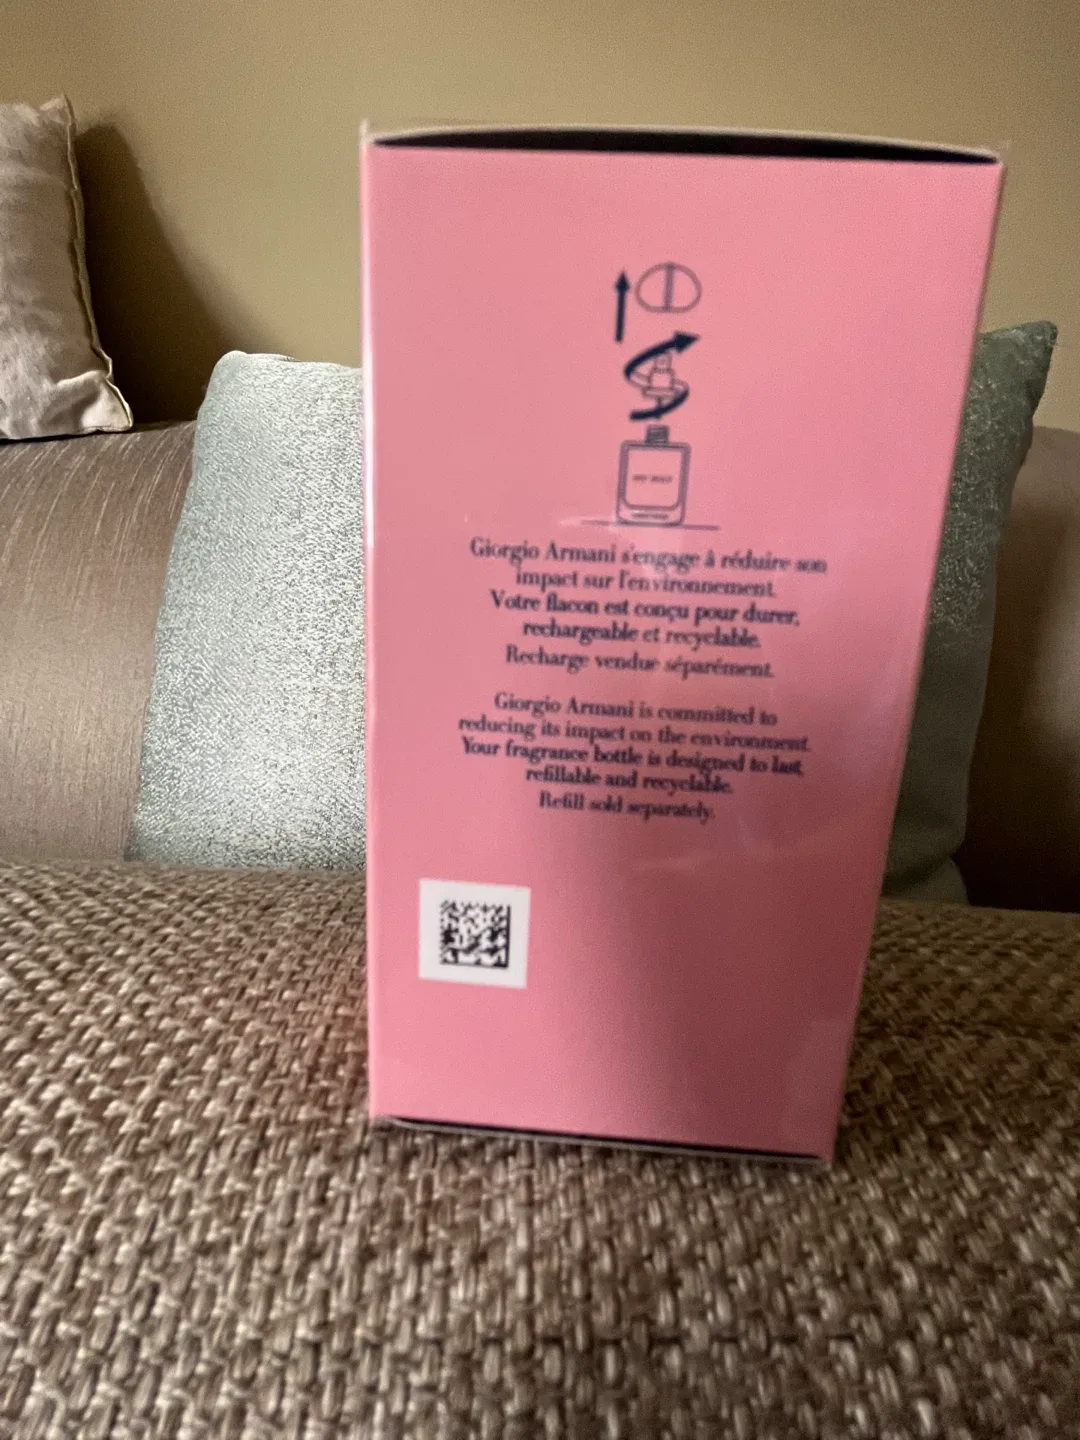 MY WAY
Giorgio Armani s'engage à réduire son
impact sur l'environnement.
Votre flacon est conçu pour durer,
rechargeable et recyclable.
Recharge vendue séparément.
Giorgio Armani is committed to
reducing its impact on the environment.
Your fragrance bottle is designed to last,
refillable and recyclable.
Refill sold separately.